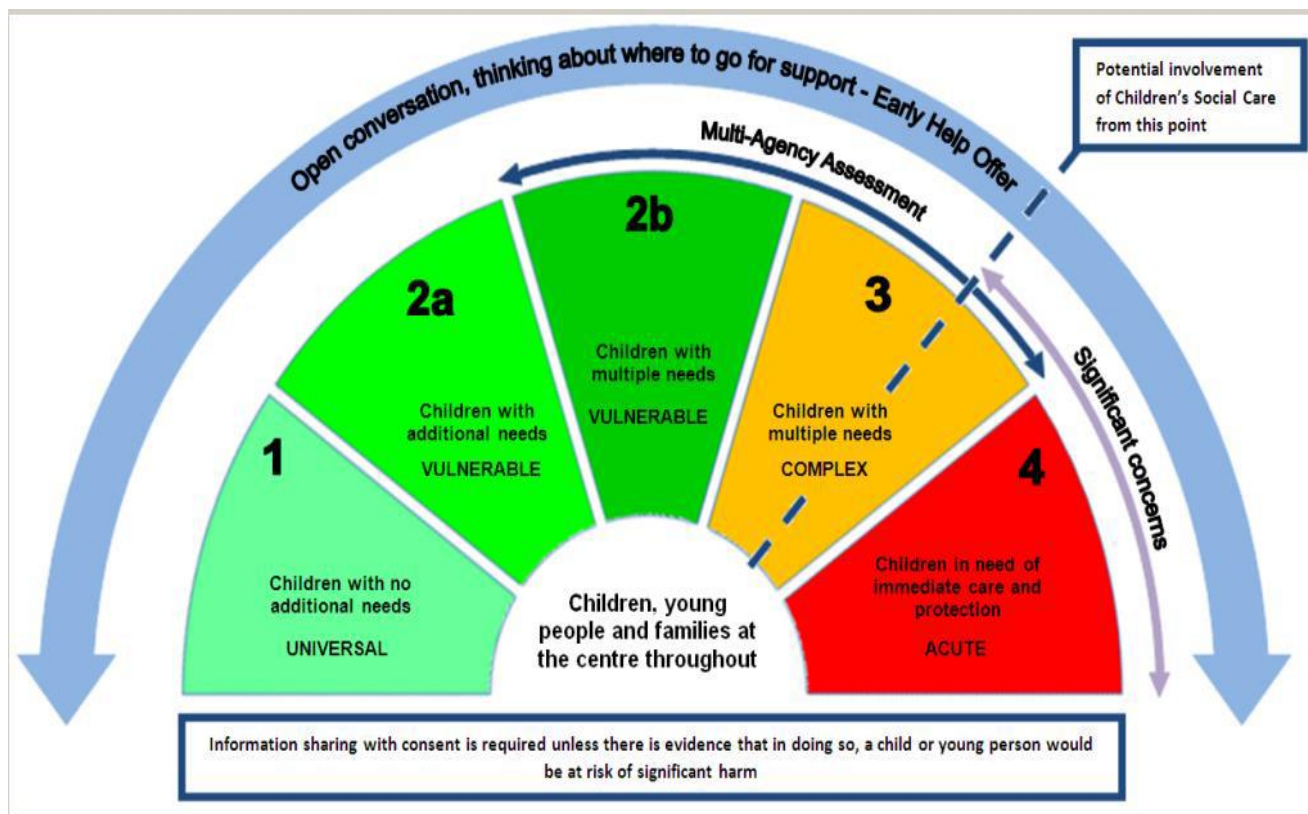 Open conversation, thinking about where to go for support - Early Help Offer
Potential involvement
of Children's Social Care
from this point
Multi-Agency Assessment
Significant concerns
1
Children with no
additional needs
UNIVERSAL
2a
Children with
additional needs
VULNERABLE
2b
Children with
multiple needs
VULNERABLE
3
Children with
multiple needs
COMPLEX
4
Children in need of
immediate care and
protection
ACUTE
Children, young
people and families at
the centre throughout
Information sharing with consent is required unless there is evidence that in doing so, a child or young person would
be at risk of significant harm